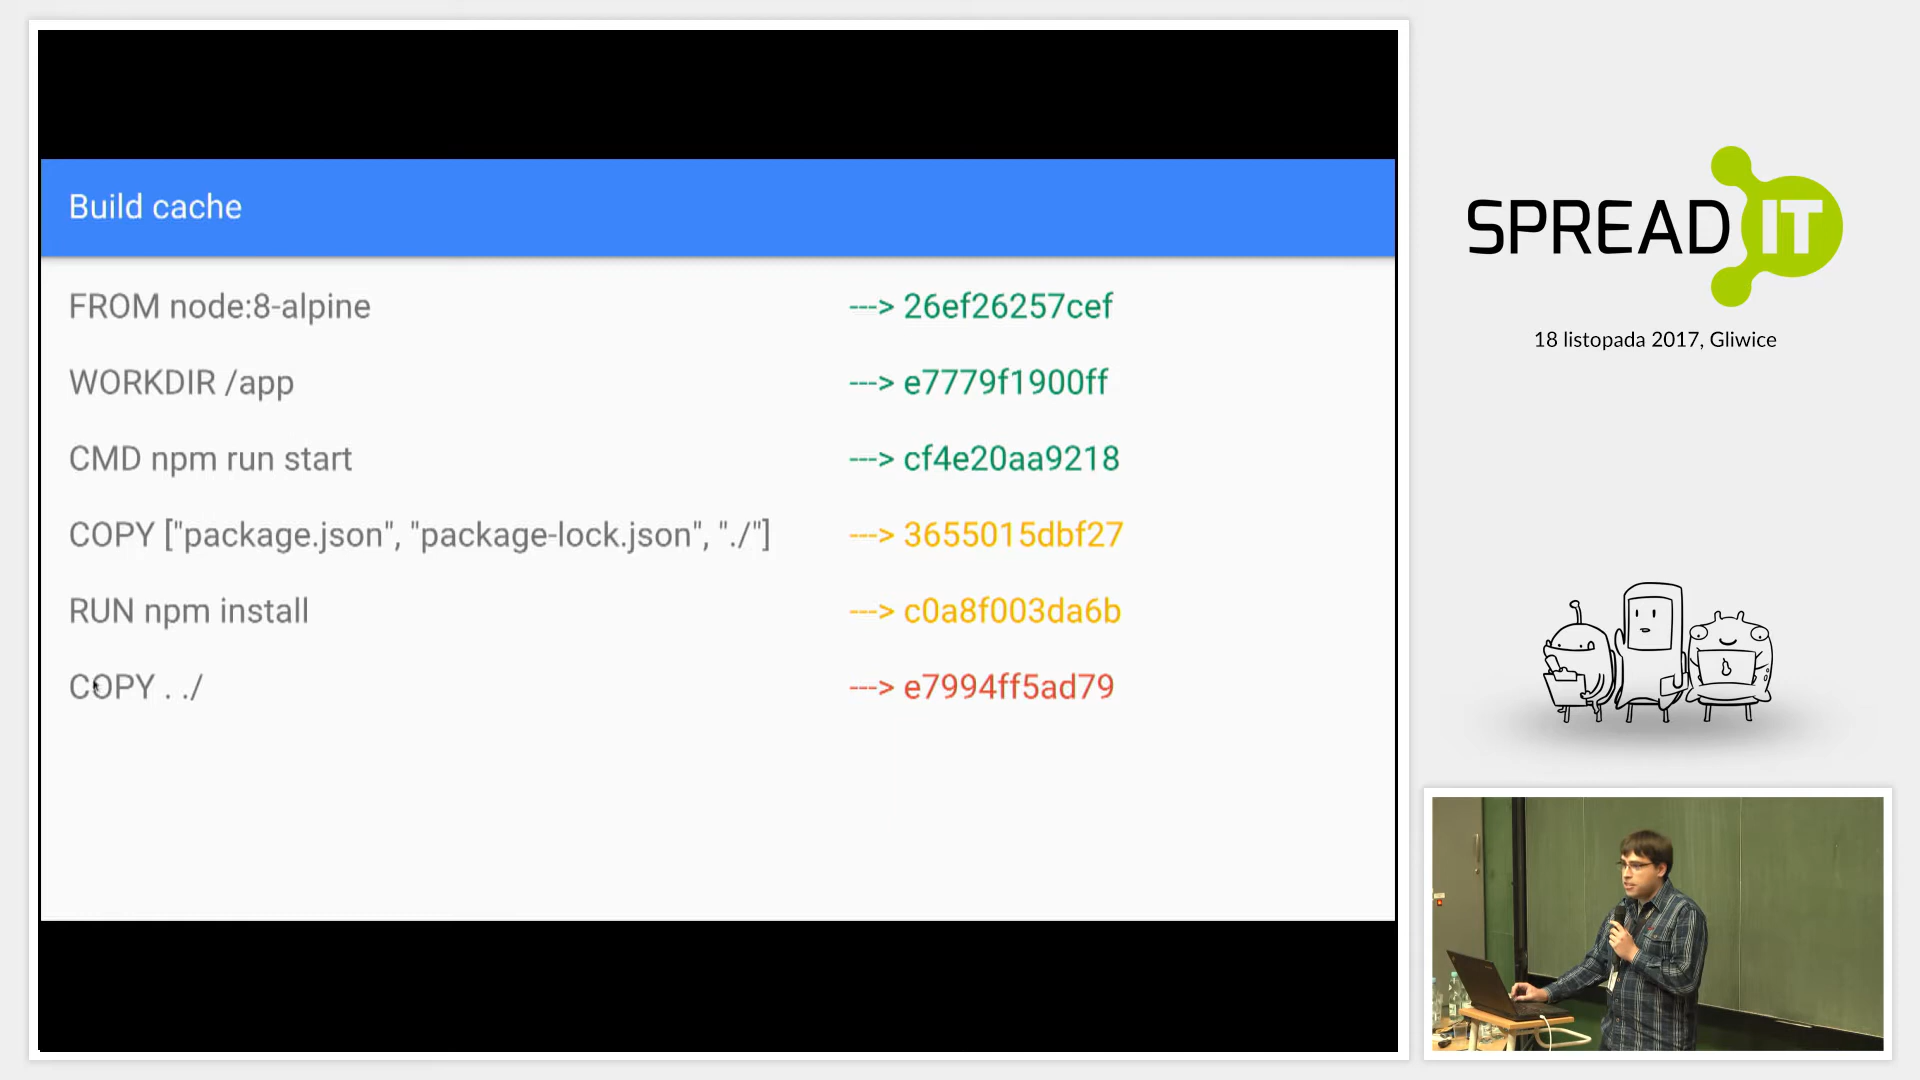 Build cache
FROM node:8-alpine ---> 26ef26257cef
WORKDIR /app ---> e7779f1900ff
CMD npm run start ---> cf4e20aa9218
COPY ["package.json", "package-lock.json", "./"] ---> 3655015dbf27
RUN npm install ---> c0a8f003da6b
COPY . ./ ---> e7994ff5ad79
SPREAD IT
18 listopada 2017, Gliwice